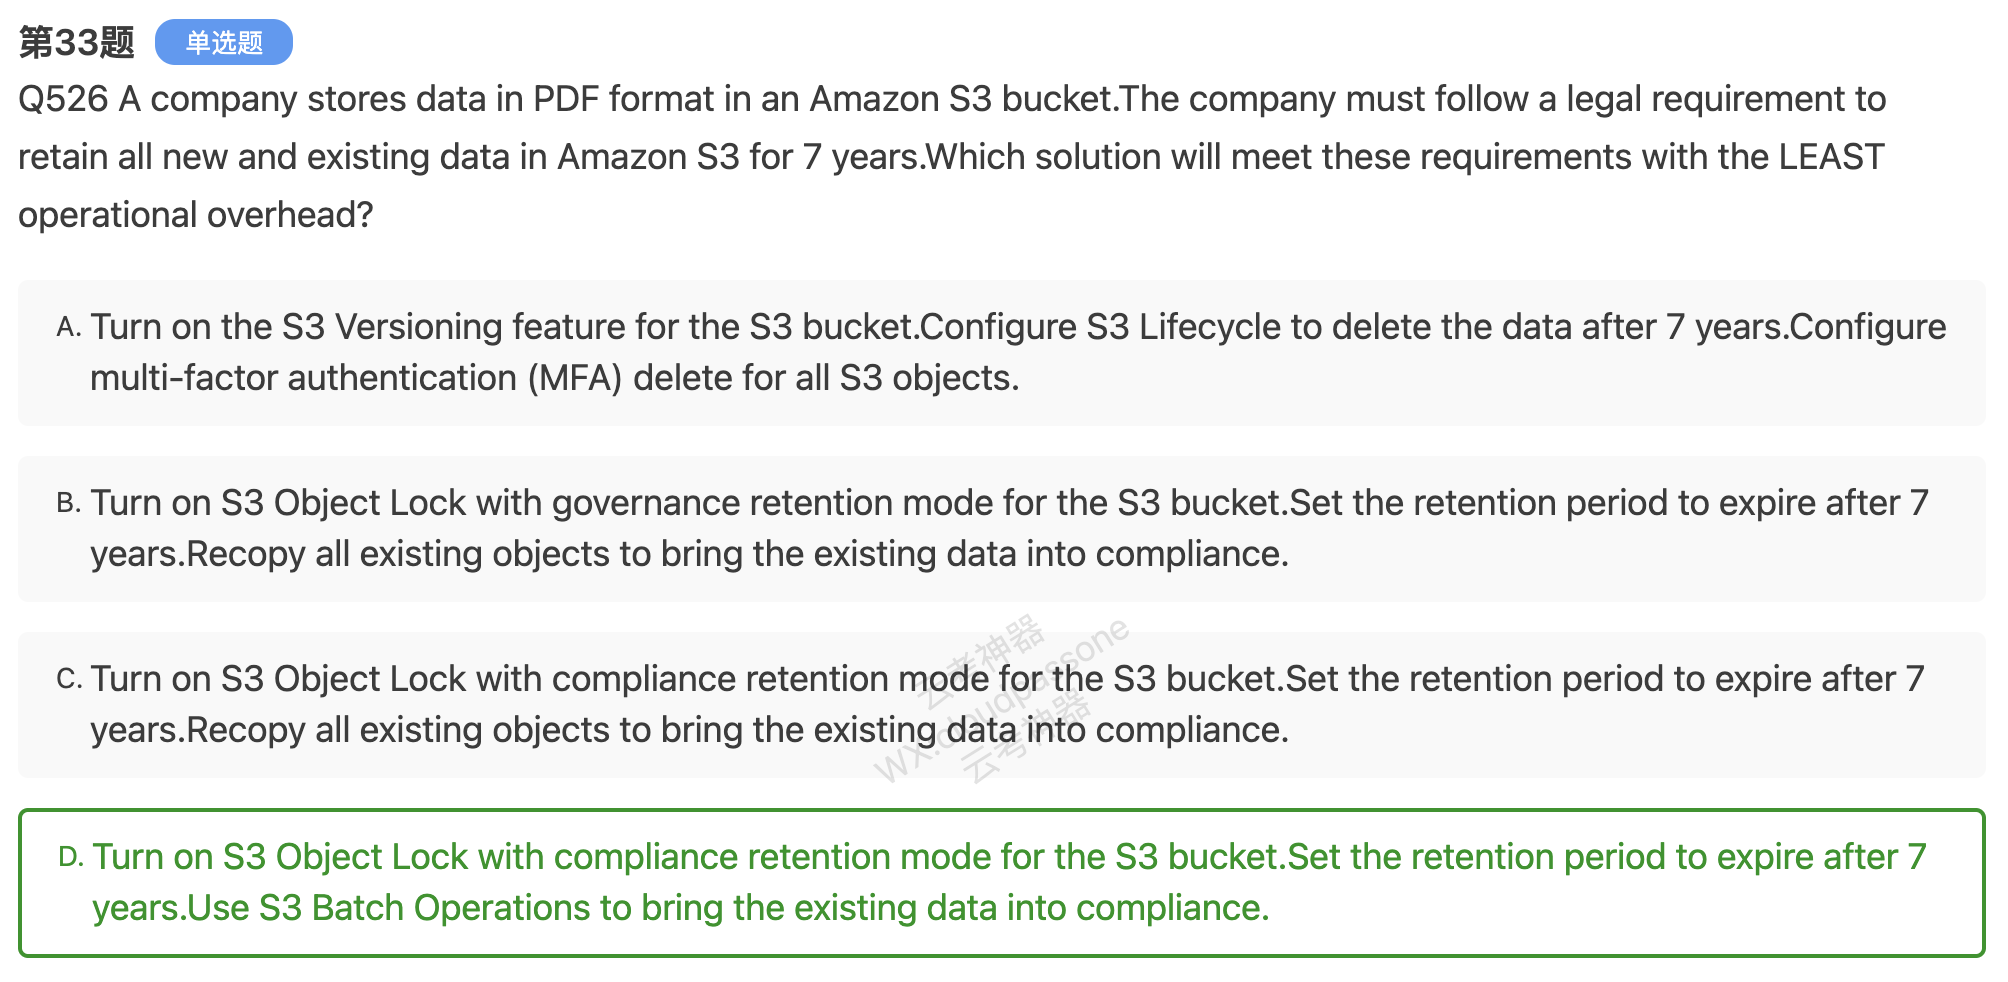 第33题 单选题
Q526 A company stores data in PDF format in an Amazon S3 bucket.The company must follow a legal requirement to
retain all new and existing data in Amazon S3 for 7 years.Which solution will meet these requirements with the LEAST
operational overhead?
A. Turn on the S3 Versioning feature for the S3 bucket.Configure S3 Lifecycle to delete the data after 7 years.Configure
multi-factor authentication (MFA) delete for all S3 objects.
B. Turn on S3 Object Lock with governance retention mode for the S3 bucket.Set the retention period to expire after 7
years.Recopy all existing objects to bring the existing data into compliance.
C. Turn on S3 Object Lock with compliance retention mode for the S3 bucket.Set the retention period to expire after 7
years.Recopy all existing objects to bring the existing data into compliance.
云考神器
WX:cloudpassone
云考神器
D. Turn on S3 Object Lock with compliance retention mode for the S3 bucket.Set the retention period to expire after 7
years.Use S3 Batch Operations to bring the existing data into compliance.